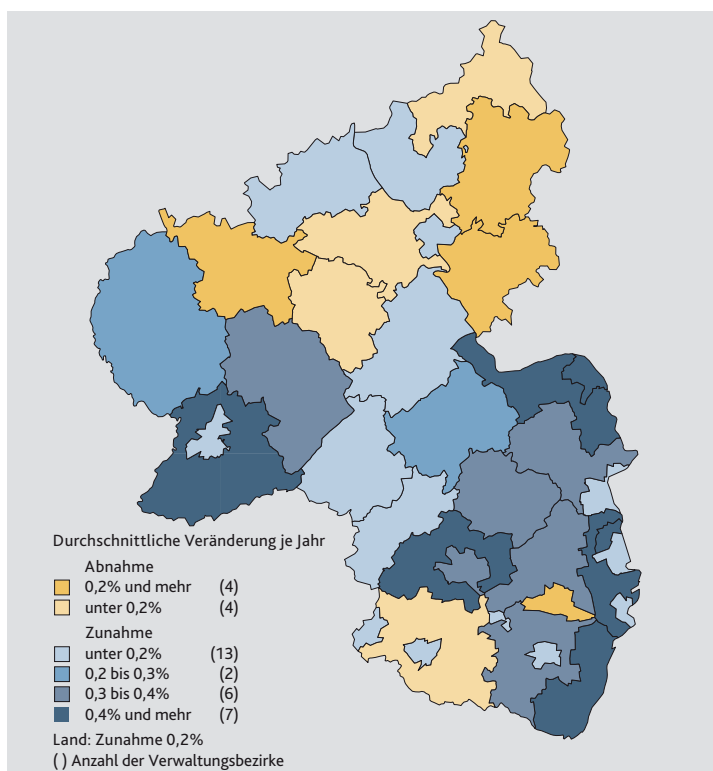 Durchschnittliche Veränderung je Jahr
Abnahme
0,2% und mehr (4)
unter 0,2% (4)
Zunahme
unter 0,2% (13)
0,2 bis 0,3% (2)
0,3 bis 0,4% (6)
0,4% und mehr (7)
Land: Zunahme 0,2%
( ) Anzahl der Verwaltungsbezirke